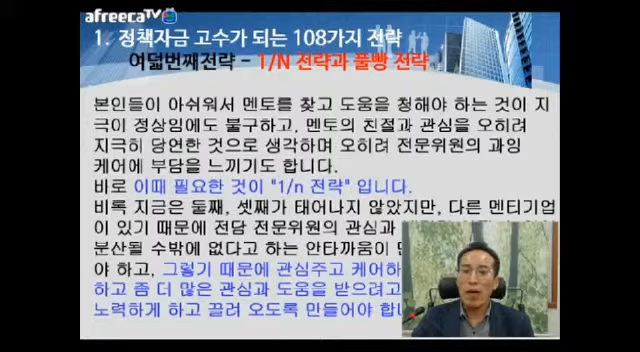 afreecaTV
1. 정책자금 고수가 되는 108가지 전략
여덟번째전략 - 1/N 전략과 풀빵 전략
본인들이 아쉬워서 멘토를 찾고 도움을 청해야 하는 것이 지
극이 정상임에도 불구하고, 멘토의 친절과 관심을 오히려
지극히 당연한 것으로 생각하며 오히려 전문위원의 과잉
케어에 부담을 느끼기도 합니다.
바로 이때 필요한 것이 "1/n 전략" 입니다.
비록 지금은 둘째, 셋째가 태어나지 않았지만, 다른 멘티기업
이 있기 때문에 전담 전문위원의 관심과
분산될 수밖에 없다고 하는 안타까움이
야 하고, 그렇기 때문에 관심주고 케어하
하고 좀 더 많은 관심과 도움을 받으려고
노력하게 하고 끌려 오도록 만들어야 합